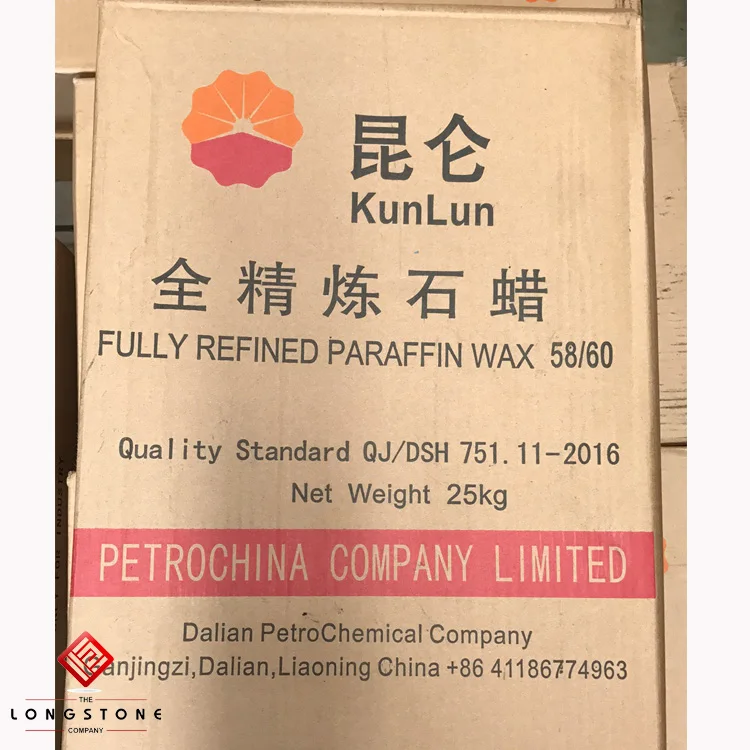 昆仑
KunLun
全精炼石蜡
FULLY REFINED PARAFFIN WAX 58/60
Quality Standard QJ/DSH 751.11-2016
Net Weight 25kg
PETROCHINA COMPANY LIMITED
Dalian PetroChemical Company
Dalian,Liaoning China +86 41186774963
THE
LONGSTONE
COMPANY